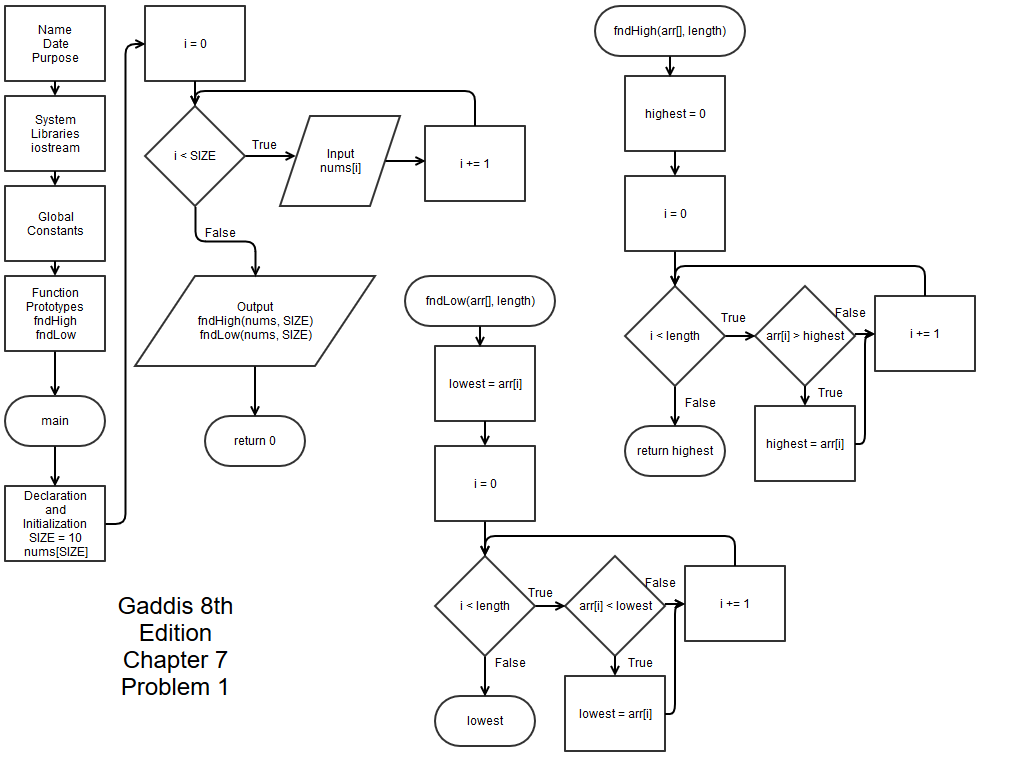 Name
Date
Purpose
System
Libraries
iostream
Global
Constants
Function
Prototypes
fndHigh
fndLow
main
Declaration
and
Initialization
SIZE = 10
nums[SIZE]
i = 0
i < SIZE
True
Input
nums[i]
i += 1
False
Output
fndHigh(nums, SIZE)
fndLow(nums, SIZE)
return 0
fndLow(arr[], length)
lowest = arr[i]
i = 0
i < length
True
arr[i] < lowest
False
i += 1
False
True
lowest
lowest = arr[i]
fndHigh(arr[], length)
highest = 0
i = 0
i < length
True
arr[i] > highest
False
i += 1
False
True
return highest
highest = arr[i]
Gaddis 8th
Edition
Chapter 7
Problem 1